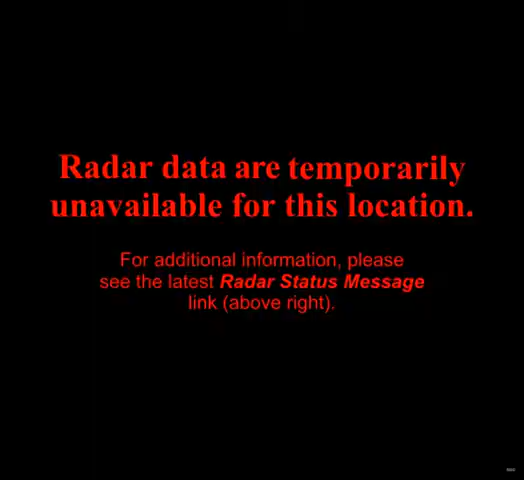 Radar data are temporarily
unavailable for this location.
For additional information, please
see the latest Radar Status Message
link (above right).